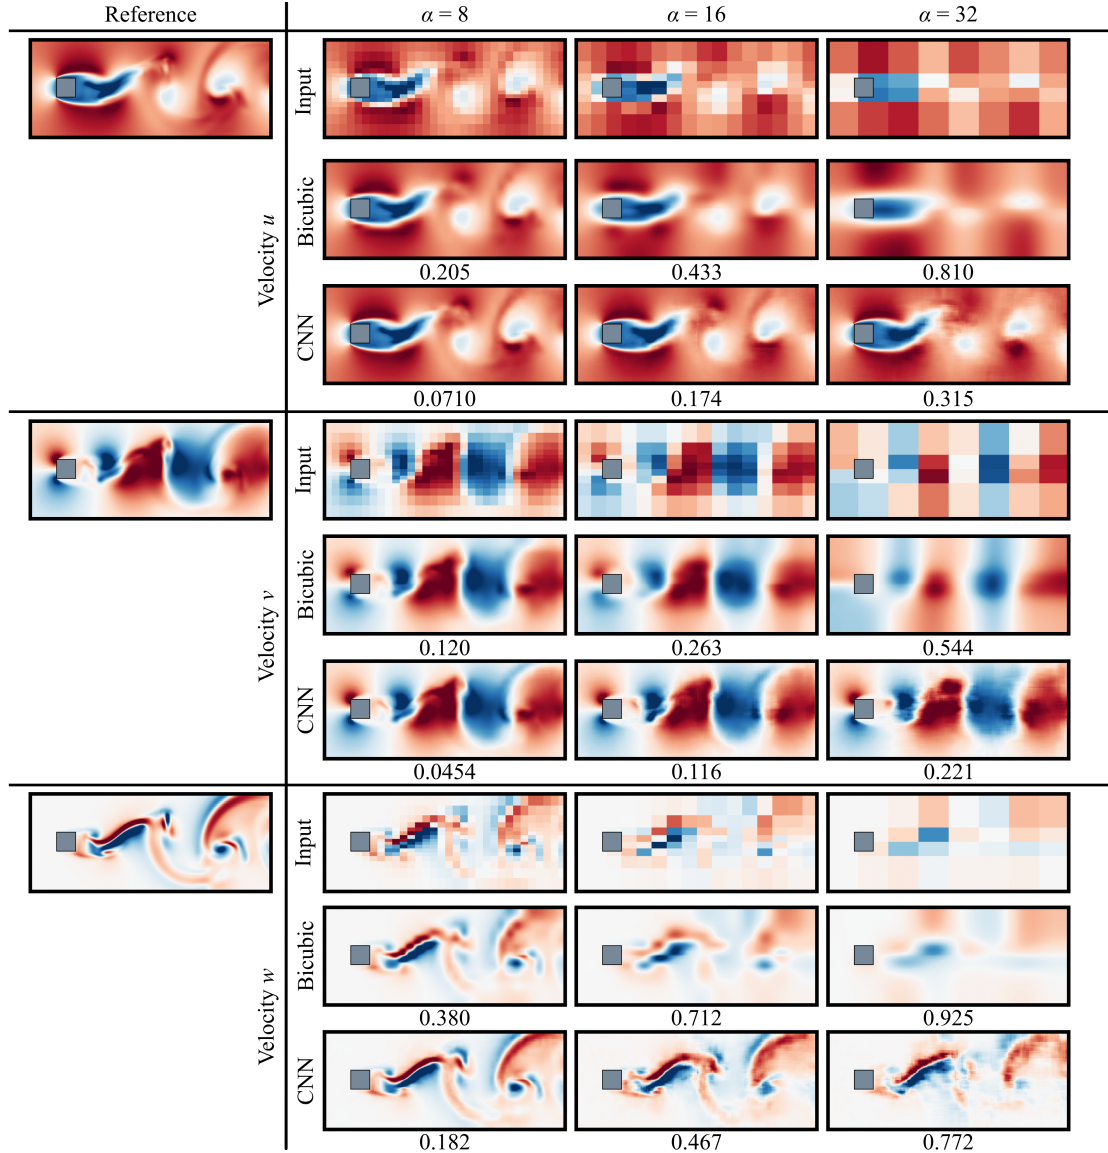 Reference α = 8 α = 16 α = 32
Velocity u
Input
Bicubic
0.205 0.433 0.810
CNN
0.0710 0.174 0.315
Velocity v
Input
Bicubic
0.120 0.263 0.544
CNN
0.0454 0.116 0.221
Velocity w
Input
Bicubic
0.380 0.712 0.925
CNN
0.182 0.467 0.772